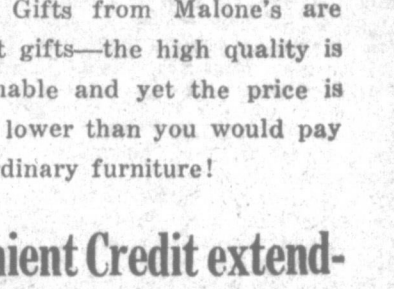 Gifts from Malone's are
t gifts—the high quality is
nable and yet the price is
lower than you would pay
dinary furniture!
nient Credit extend-